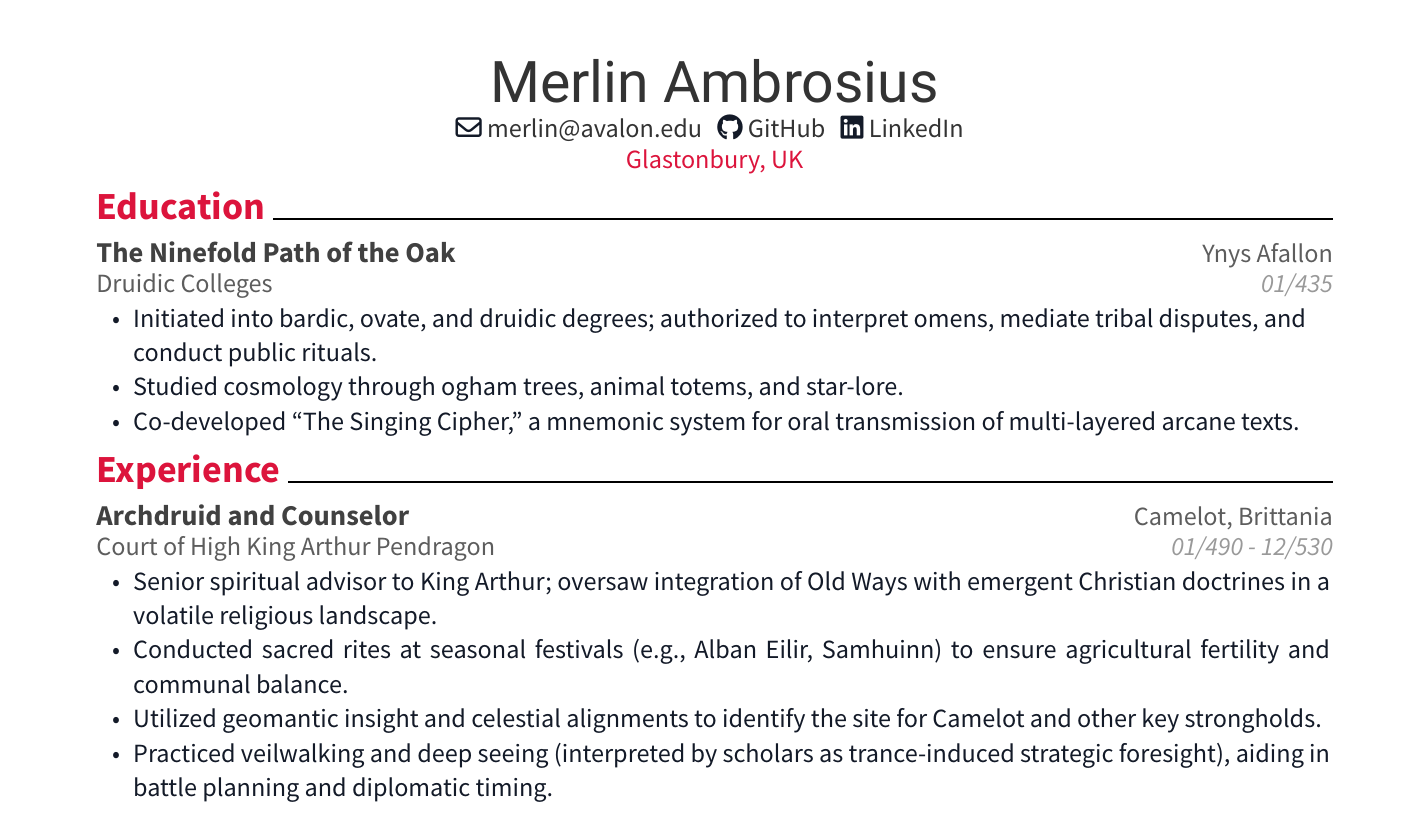 Merlin Ambrosius
merlin@avalon.edu GitHub LinkedIn
Glastonbury, UK
Education
The Ninefold Path of the Oak Ynys Afallon
Druidic Colleges 01/435
• Initiated into bardic, ovate, and druidic degrees; authorized to interpret omens, mediate tribal disputes, and
conduct public rituals.
• Studied cosmology through ogham trees, animal totems, and star-lore.
• Co-developed “The Singing Cipher,” a mnemonic system for oral transmission of multi-layered arcane texts.
Experience
Archdruid and Counselor Camelot, Brittania
Court of High King Arthur Pendragon 01/490 - 12/530
• Senior spiritual advisor to King Arthur; oversaw integration of Old Ways with emergent Christian doctrines in a
volatile religious landscape.
• Conducted sacred rites at seasonal festivals (e.g., Alban Eilir, Samhuinn) to ensure agricultural fertility and
communal balance.
• Utilized geomantic insight and celestial alignments to identify the site for Camelot and other key strongholds.
• Practiced veilwalking and deep seeing (interpreted by scholars as trance-induced strategic foresight), aiding in
battle planning and diplomatic timing.